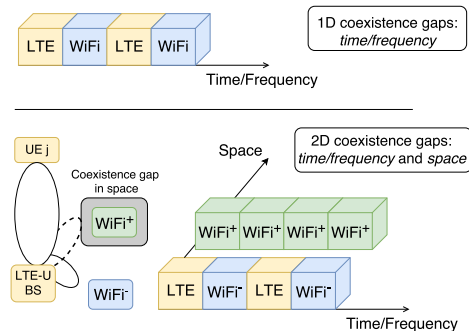 1D coexistence gaps:
time/frequency
LTE WiFi LTE WiFi
Time/Frequency
2D coexistence gaps:
time/frequency and space
Space
UE j
Coexistence gap
in space
WiFi+
WiFi+ WiFi+ WiFi+ WiFi+
LTE-U
BS
WiFi-
LTE WiFi- LTE WiFi-
Time/Frequency